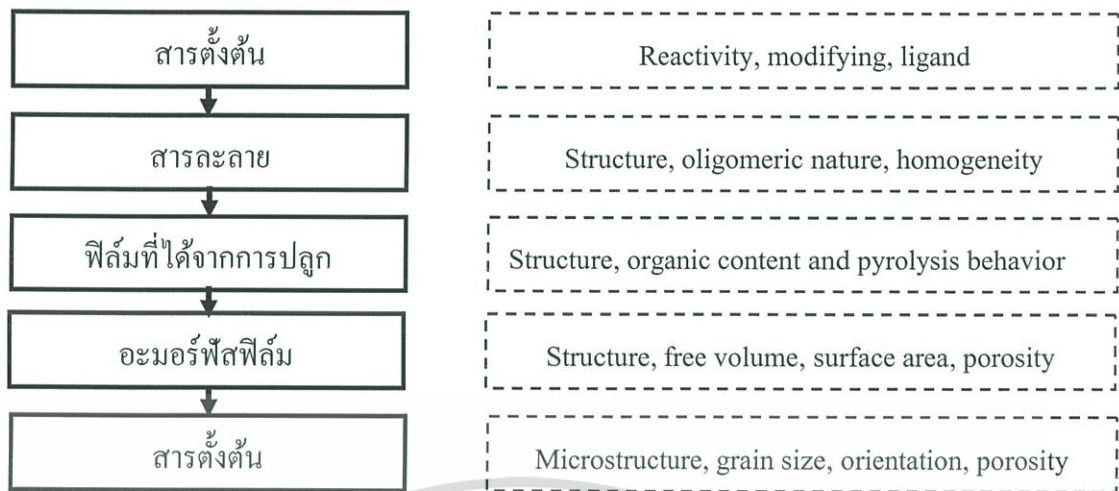 สารตั้งต้น
Reactivity, modifying, ligand
สารละลาย
Structure, oligomeric nature, homogeneity
ฟิล์มที่ได้จากการปลูก
Structure, organic content and pyrolysis behavior
อะมอร์ฟัสฟิล์ม
Structure, free volume, surface area, porosity
สารตั้งต้น
Microstructure, grain size, orientation, porosity